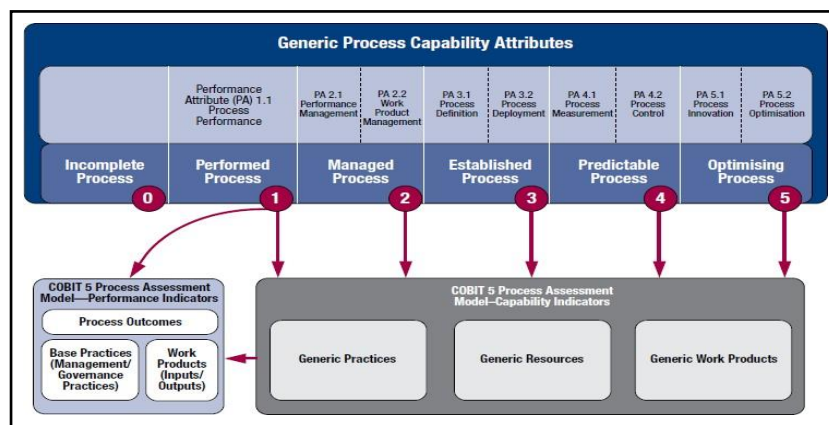 Generic Process Capability Attributes
Performance
Attribute (PA) 1.1
Process
Performance
PA 2.1
Performance
Management
PA 2.2
Work
Product
Management
PA 3.1
Process
Definition
PA 3.2
Process
Deployment
PA 4.1
Process
Measurement
PA 4.2
Process
Control
PA 5.1
Process
Innovation
PA 5.2
Process
Optimisation
Incomplete
Process
0
Performed
Process
1
Managed
Process
2
Established
Process
3
Predictable
Process
4
Optimising
Process
5
COBIT 5 Process Assessment
Model—Performance Indicators
Process Outcomes
Base Practices
(Management/
Governance
Practices)
Work
Products
(Inputs/
Outputs)
COBIT 5 Process Assessment
Model–Capability Indicators
Generic Practices
Generic Resources
Generic Work Products